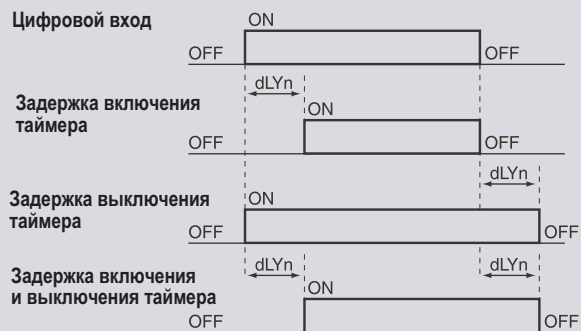 Цифровой вход
ON
OFF
OFF
dLYn
Задержка включения
таймера
ON
OFF
OFF
dLYn
Задержка выключения
таймера
ON
OFF
OFF
dLYn
dLYn
Задержка включения
и выключения таймера
ON
OFF
OFF